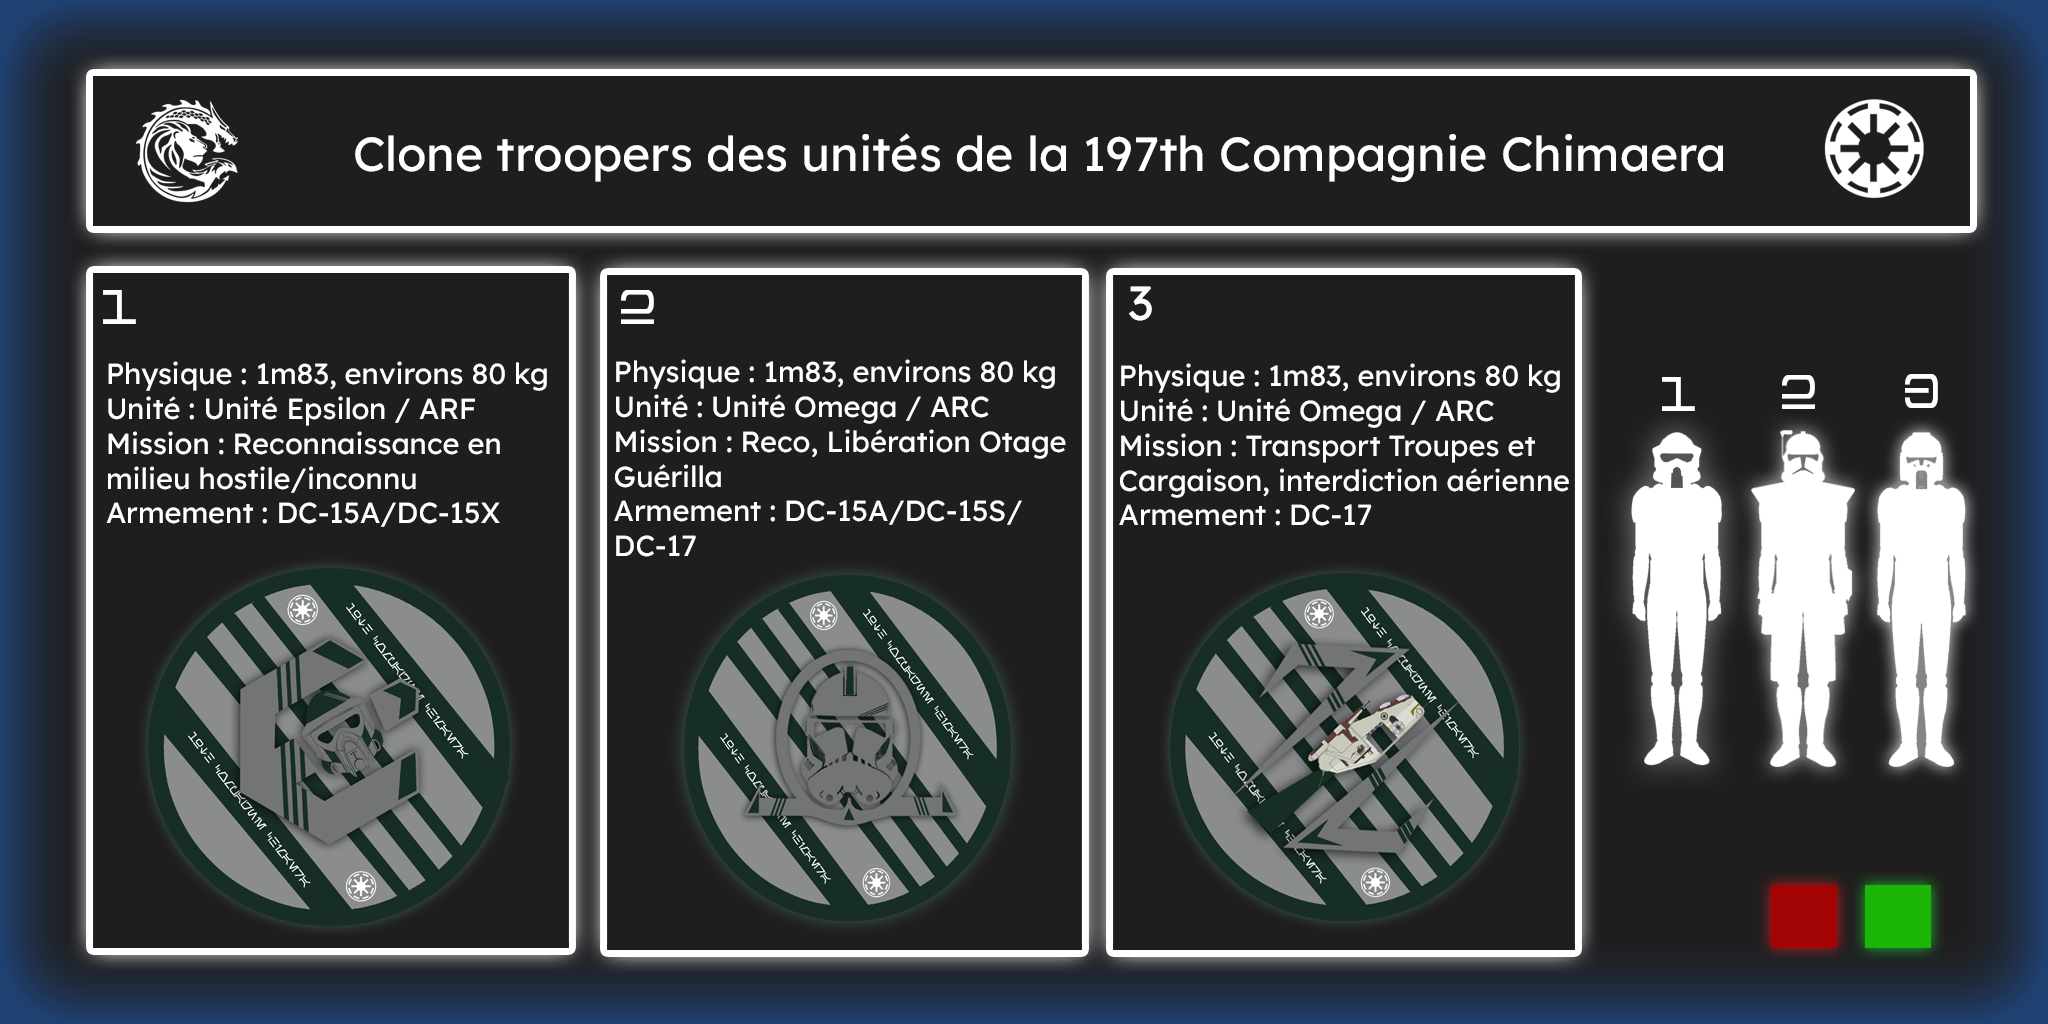 Clone troopers des unités de la 197th Compagnie Chimaera
1
Physique : 1m83, environs 80 kg
Unité : Unité Epsilon / ARF
Mission : Reconnaissance en
milieu hostile/inconnu
Armement : DC-15A/DC-15X
2
Physique : 1m83, environs 80 kg
Unité : Unité Omega / ARC
Mission : Reco, Libération Otage
Guérilla
Armement : DC-15A/DC-15S/
DC-17
3
Physique : 1m83, environs 80 kg
Unité : Unité Omega / ARC
Mission : Transport Troupes et
Cargaison, interdiction aérienne
Armement : DC-17
1 2 3